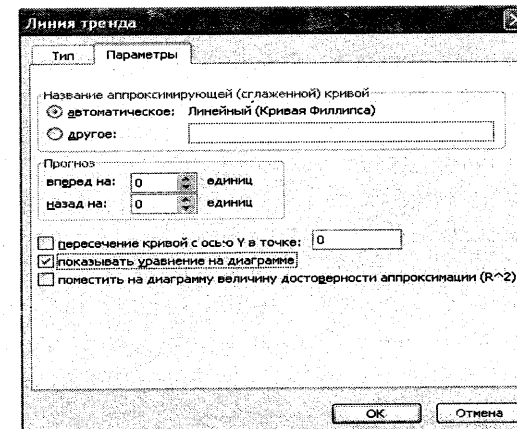 Линия тренда
Тип Параметры
Название аппроксимирующей (сглаженной) кривой
автоматическое: Линейный (Кривая Филлипса)
другое:
Прогноз
вперед на: 0 единиц
назад на: 0 единиц
пересечение кривой с осью Y в точке: 0
показывать уравнение на диаграмме
поместить на диаграмму величину достоверности аппроксимации (R^2)
ОК Отмена